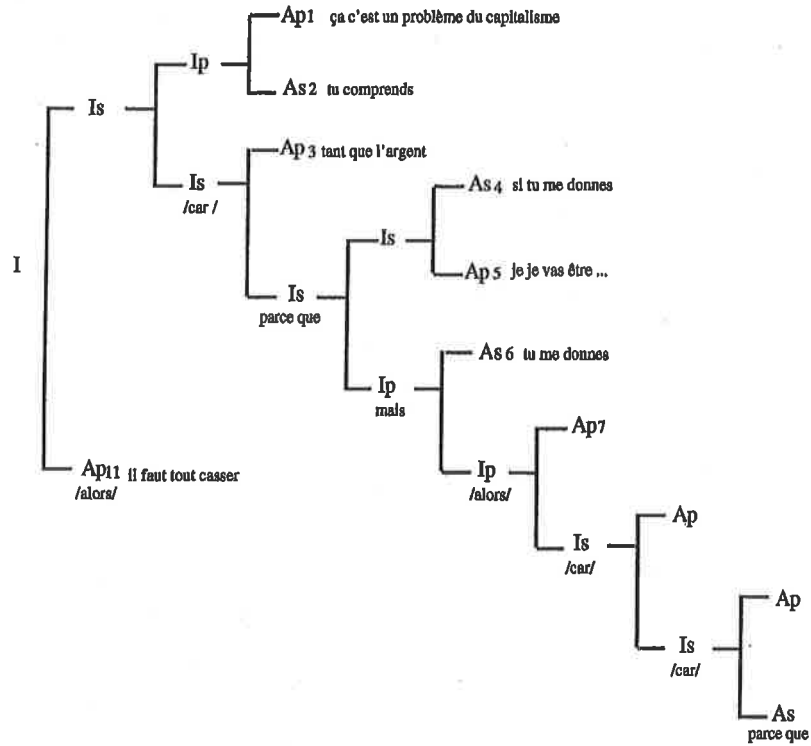 Ap1 ça c'est un problème du capitalisme
Ip
As2 tu comprends
Is
Ap3 tant que l'argent
Is
/car/
As4 si tu me donnes
Is
Ap5 je je vas être ...
I
Is
parce que
As6 tu me donnes
Ip
mais
Ap7
Ap11 il faut tout casser
/alors/
Ip
/alors/
Ap
Is
/car/
Ap
Is
/car/
As
parce que